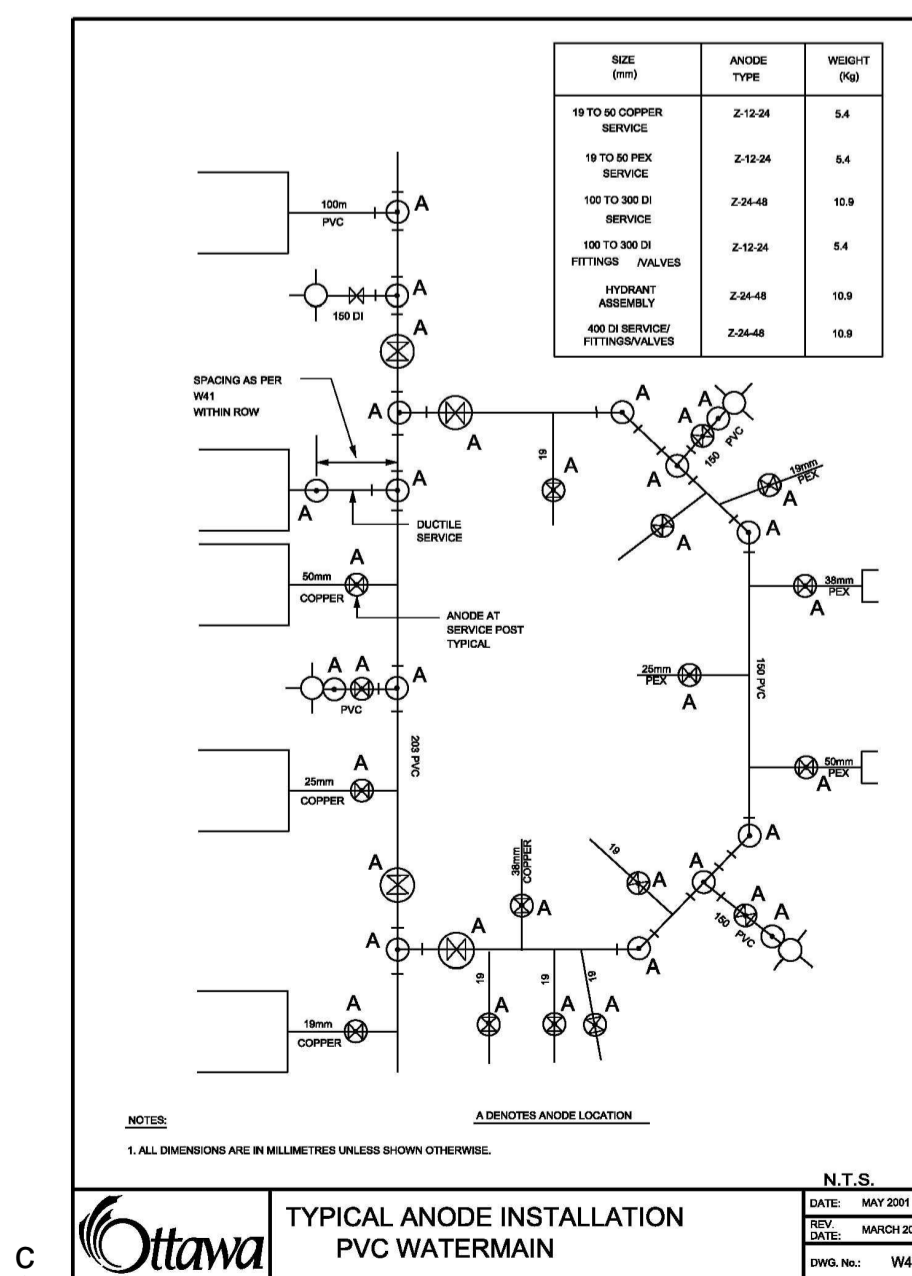 SIZE
(mm)
ANODE
TYPE
WEIGHT
(Kg)
19 TO 50 COPPER
SERVICE
Z-12-24
5.4
19 TO 50 PEX
SERVICE
Z-12-24
5.4
100 TO 300 DI
SERVICE
Z-24-48
10.9
100 TO 300 DI
FITTINGS /VALVES
Z-12-24
5.4
HYDRANT
ASSEMBLY
Z-24-48
10.9
400 DI SERVICE/
FITTINGS/VALVES
Z-24-48
10.9
100m
PVC
A
A
150 DI
A
SPACING AS PER
W41
WITHIN ROW
A
A
A
A
DUCTILE
SERVICE
A
50mm
COPPER
ANODE AT
SERVICE POST
TYPICAL
A A
A
PVC
203 PVC
A
25mm
COPPER
A
A
A
19mm
COPPER
A
19
A
A
A
A
150 PVC
A
19mm
PEX
A
A
A
38mm
PEX
A
25mm
PEX
A
150 PVC
50mm
PEX
A
A
A
19
A
A
A
150 PVC
38mm
COPPER
A
A
A
19
A
19
A
19
A
NOTES:
A DENOTES ANODE LOCATION
1. ALL DIMENSIONS ARE IN MILLIMETRES UNLESS SHOWN OTHERWISE.
N.T.S.
Ottawa
TYPICAL ANODE INSTALLATION
PVC WATERMAIN
DATE: MAY 2001
REV.
DATE: MARCH 20
DWG. No.: W4
C